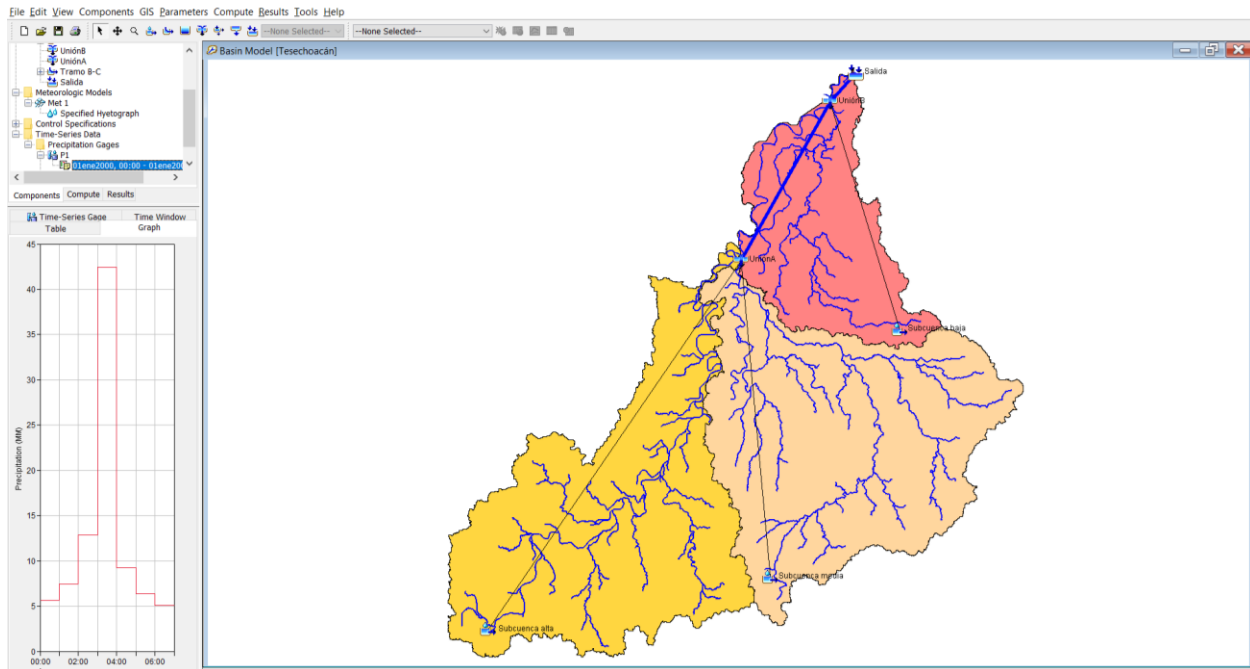 File Edit View Components GIS Parameters Compute Results Tools Help
--None Selected-- --None Selected--
UniónB
UniónA
Tramo B-C
Salida
Meteorologic Models
Met 1
Specified Hyetograph
Control Specifications
Time-Series Data
Precipitation Gages
P1
01ene2000, 00:00 - 01ene20
Components Compute Results
Time-Series Gage Time Window
Table Graph
Precipitation (MM)
45
40
35
30
25
20
15
10
5
0
00:00 02:00 04:00 06:00
Basin Model [Tesechoacán]
Salida
UniónB
UniónA
Subcuenca baja
Subcuenca media
Subcuenca alta